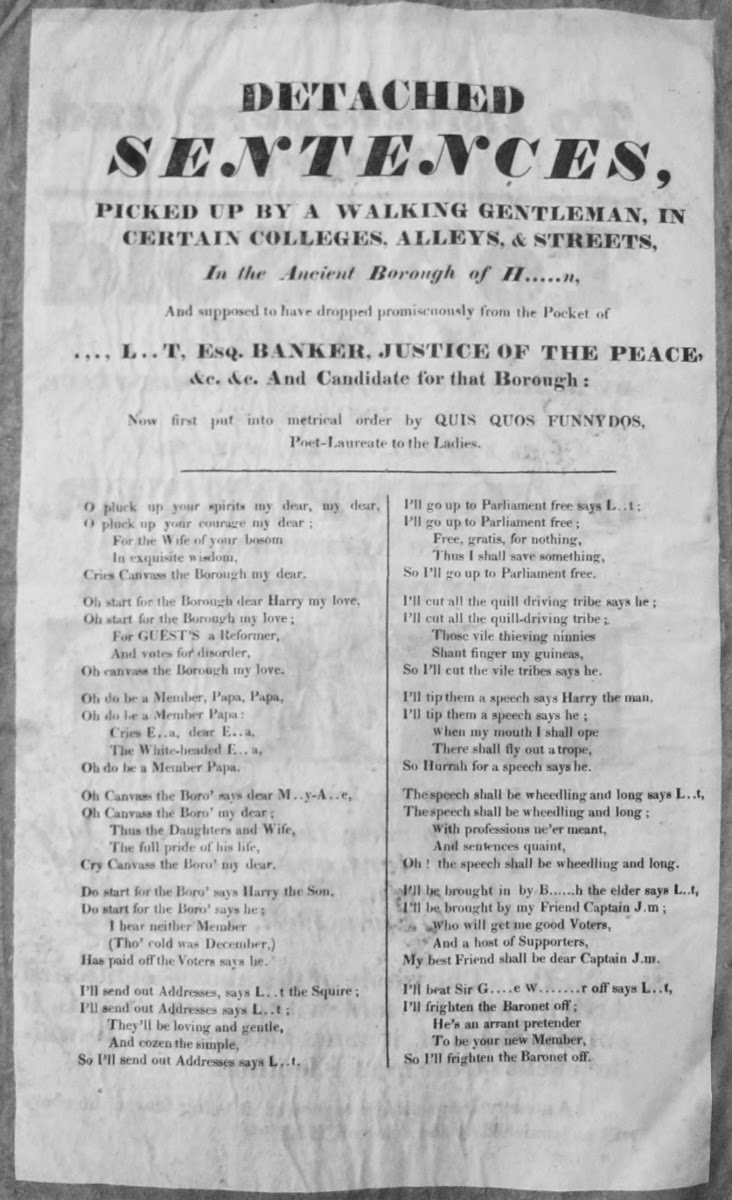 DETACHED
SENTENCES,
PICKED UP BY A WALKING GENTLEMAN, IN
CERTAIN COLLEGES, ALLEYS, & STREETS,
In the Ancient Borough of H.....n,
And supposed to have dropped promiscuously from the Pocket of
...., L..T, Esq. BANKER, JUSTICE OF THE PEACE,
&c. &c. And Candidate for that Borough:
Now first put into metrical order by QUIS QUOS FUNNYDOS,
Poet-Laureate to the Ladies.
O pluck up your spirits my dear, my dear,
O pluck up your courage my dear;
For the Wife of your bosom
In exquisite wisdom,
Cries Canvass the Borough my dear.
Oh start for the Borough dear Harry my love,
Oh start for the Borough my love;
For GUEST'S a Reformer,
And votes for disorder,
Oh canvass the Borough my love.
Oh do be a Member, Papa, Papa,
Oh do be a Member Papa:
Cries E..a, dear E..a,
The White-headed E..a,
Oh do be a Member Papa.
Oh Canvass the Boro' says dear M..y-A..e,
Oh Canvass the Boro' my dear;
Thus the Daughters and Wife,
The full pride of his life,
Cry Canvass the Boro' my dear.
Do start for the Boro' says Harry the Son,
Do start for the Boro' says he;
I hear neither Member
(Tho' cold was December,)
Has paid off the Voters says he.
I'll send out Addresses, says L..t the Squire;
I'll send out Addresses says L..t;
They'll be loving and gentle,
And cozen the simple,
So I'll send out Addresses says L..t.
I'll go up to Parliament free says L..t;
I'll go up to Parliament free;
Free, gratis, for nothing,
Thus I shall save something,
So I'll go up to Parliament free.
I'll cut all the quill driving tribe says he;
I'll cut all the quill-driving tribe;
Those vile thieving ninnies
Shant finger my guineas,
So I'll cut the vile tribes says he.
I'll tip them a speech says Harry the man,
I'll tip them a speech says he;
When my mouth I shall ope
There shall fly out a trope,
So Hurrah for a speech says he.
The speech shall be wheedling and long says L..t,
The speech shall be wheedling and long;
With professions ne'er meant,
And sentences quaint,
Oh! the speech shall be wheedling and long.
I'll be brought in by B......h the elder says L..t,
I'll be brought by my Friend Captain J.m;
Who will get me good Voters,
And a host of Supporters,
My best Friend shall be dear Captain J.m.
I'll beat Sir G....e W.......r off says L..t,
I'll frighten the Baronet off;
He's an arrant pretender
To be your new Member,
So I'll frighten the Baronet off.